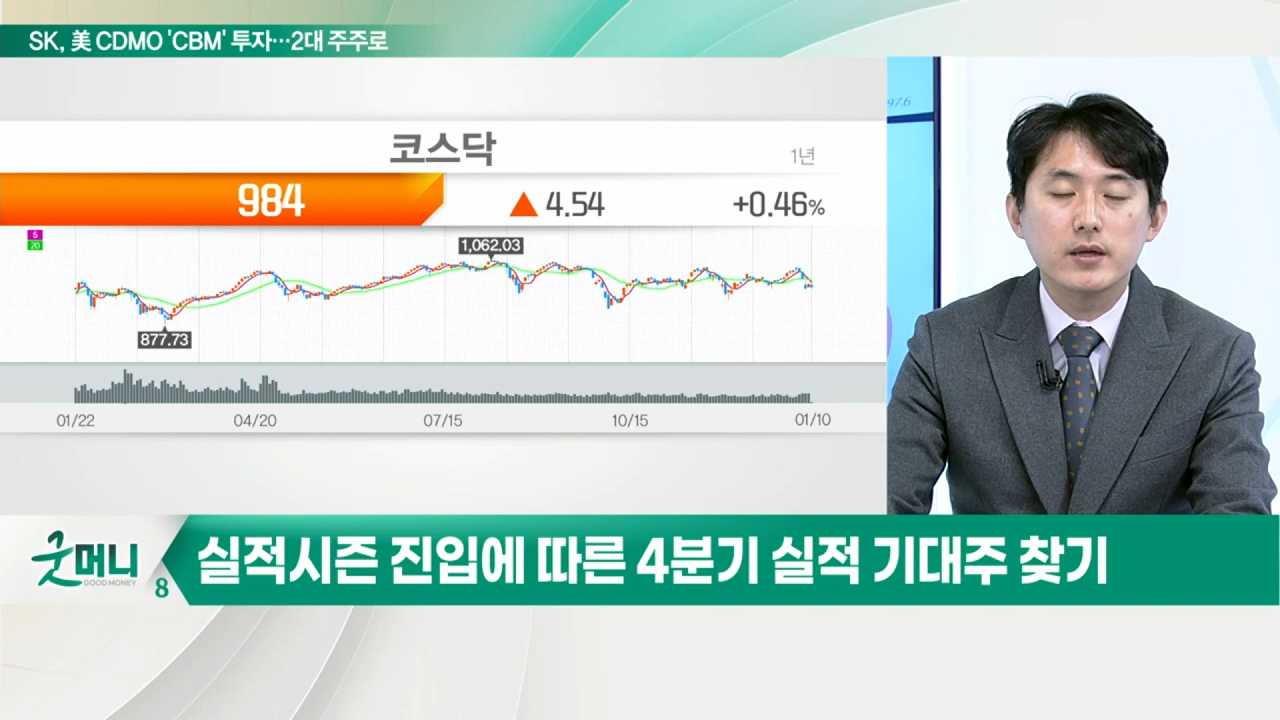 SK, 美 CDMO 'CBM' 투자…2대 주주로
976
코스닥
1년
984
▲ 4.54
+0.46%
5
20
1,062.03
877.73
01/22 04/20 07/15 10/15 01/10
굿머니
GOOD MONEY
8
실적시즌 진입에 따른 4분기 실적 기대주 찾기